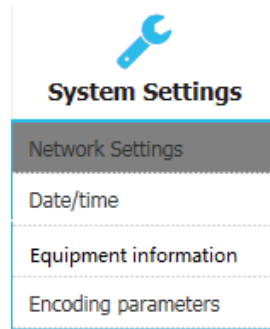 System Settings
Network Settings
Date/time
Equipment information
Encoding parameters